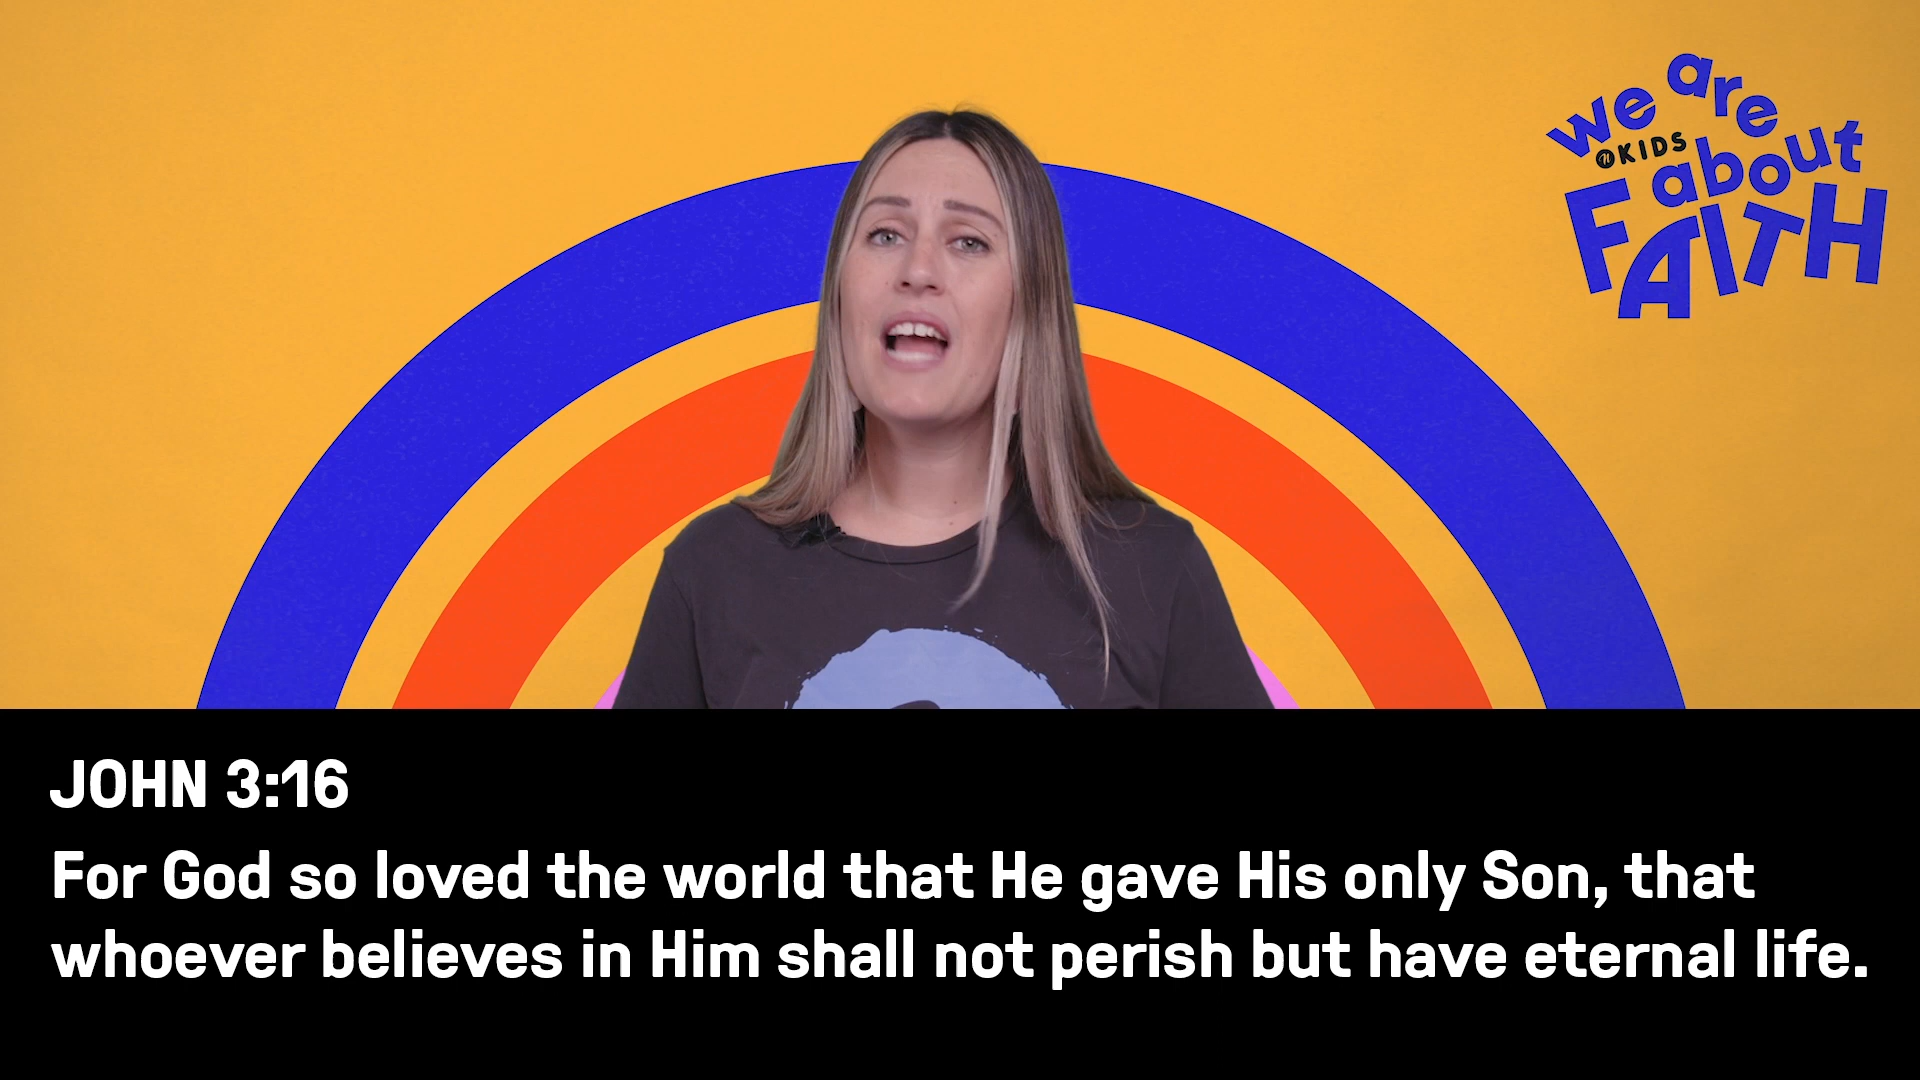 we are
KIDS
about
FAITH
JOHN 3:16
For God so loved the world that He gave His only Son, that
whoever believes in Him shall not perish but have eternal life.